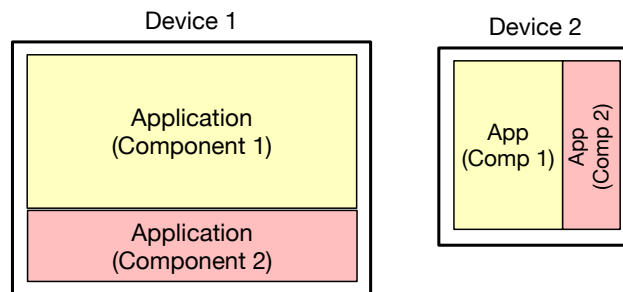 Device 1
Application
(Component 1)
Application
(Component 2)
Device 2
App
(Comp 1)
App
(Comp 2)